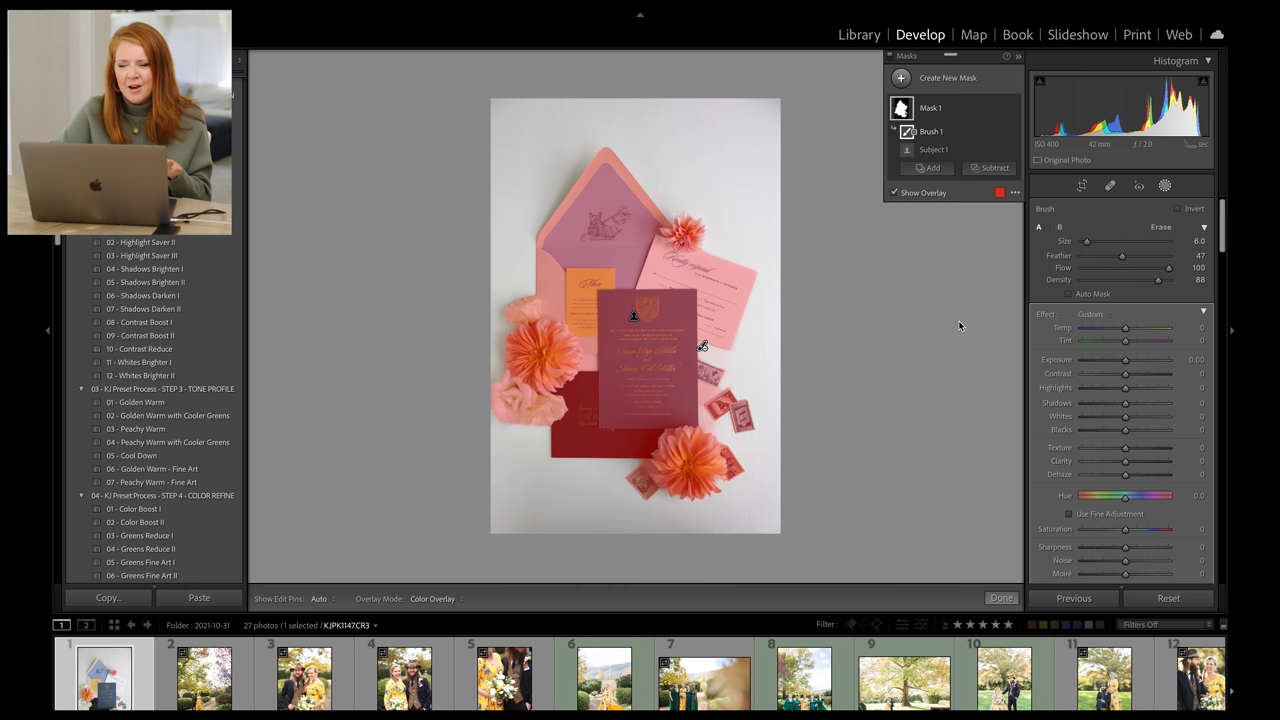 Library | Develop | Map | Book | Slideshow | Print | Web
Masks
Create New Mask
Mask 1
Brush 1
Subject 1
Add
Subtract
Show Overlay
Histogram
ISO 400 42 mm ƒ / 2.0 sec
Original Photo
Brush
Invert
A B Erase
Size 6.0
Feather 47
Flow 100
Density 88
Auto Mask
Effect : Custom
Temp
Tint
Exposure 0.00
Contrast 0
Highlights 0
Shadows 0
Whites 0
Blacks 0
Texture 0
Clarity 0
Dehaze 0
Hue 0.0
Use Fine Adjustment
Saturation 0
Sharpness 0
Noise 0
Moiré 0
Previous
Reset
02 - Highlight Saver II
03 - Highlight Saver III
04 - Shadows Brighten I
05 - Shadows Brighten II
06 - Shadows Darken I
07 - Shadows Darken II
08 - Contrast Boost I
09 - Contrast Boost II
10 - Contrast Reduce
11 - Whites Brighter I
12 - Whites Brighter II
03 - KJ Preset Process - STEP 3 - TONE PROFILE
01 - Golden Warm
02 - Golden Warm with Cooler Greens
03 - Peachy Warm
04 - Peachy Warm with Cooler Greens
05 - Cool Down
06 - Golden Warm - Fine Art
07 - Peachy Warm - Fine Art
04 - KJ Preset Process - STEP 4 - COLOR REFINE
01 - Color Boost I
02 - Color Boost II
03 - Greens Reduce I
04 - Greens Reduce II
05 - Greens Fine Art I
06 - Greens Fine Art II
Copy...
Paste
Show Edit Pins: Auto
Overlay Mode: Color Overlay
Done
1 2
Folder : 2021-10-31
27 photos / 1 selected / KJPK1147.CR3
Filter :
≥
Filters Off
1 2 3 4 5 6 7 8 9 10 11 12